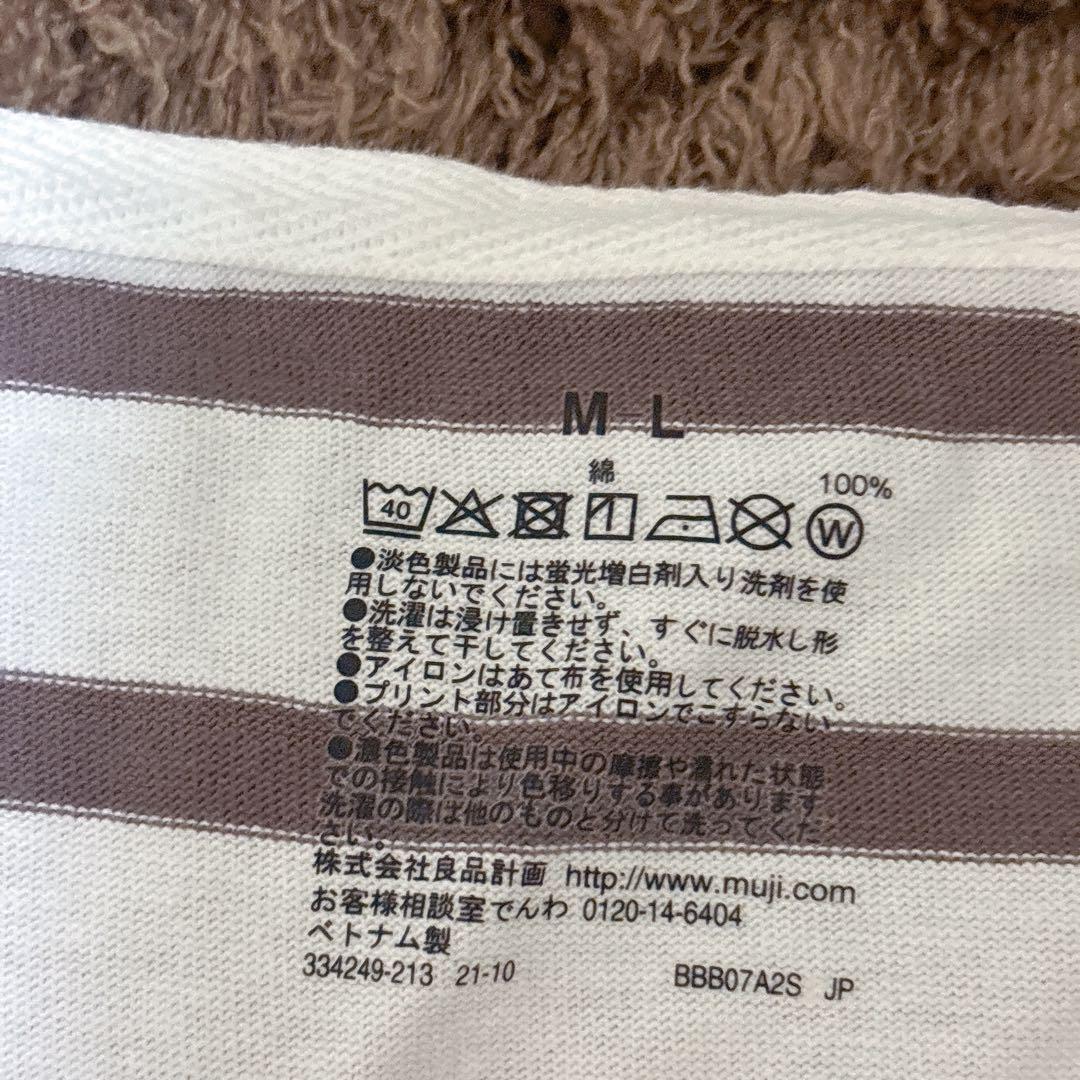 M-L
綿 100%
40 W
●淡色製品には蛍光増白剤入り洗剤を使
用しないでください。
●洗濯は浸け置きせず、すぐに脱水し形
を整えて干してください。
●アイロンはあて布を使用してください。
●プリント部分はアイロンでこすらない
でください。
●濃色製品は使用中の摩擦や濡れた状態
での接触により色移りする事があります
洗濯の際は他のものと分けて洗ってくだ
さい。
株式会社良品計画 http://www.muji.com
お客様相談室でんわ 0120-14-6404
ベトナム製
334249-213 21-10 BBB07A2S JP